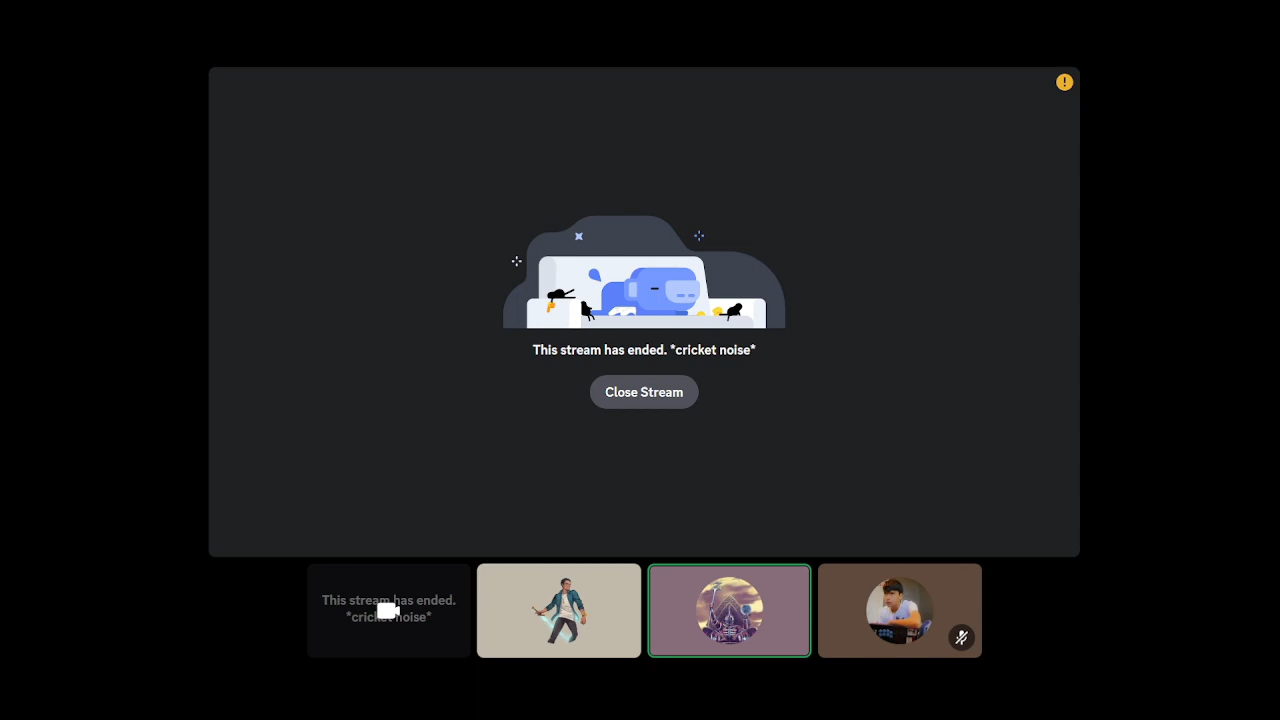 This stream has ended. *cricket noise*
Close Stream
This stream has ended.
*cricket noise*